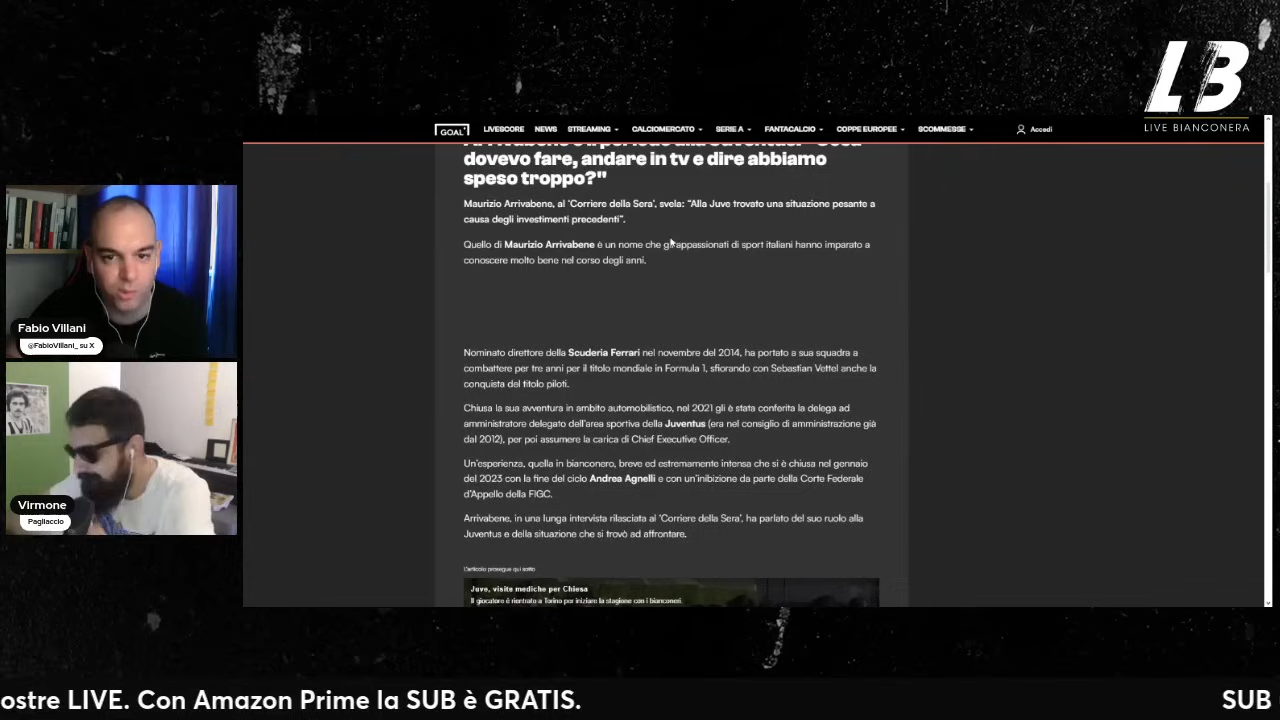 LB
LIVE BIANCONERA
GOAL
LIVESCORE NEWS STREAMING CALCIOMERCATO SERIE A FANTACALCIO COPPE EUROPEE SCOMMESSE Accedi
dovevo fare, andare in tv e dire abbiamo
speso troppo?"
Maurizio Arrivabene, al ‘Corriere della Sera’, svela: “Alla Juve trovato una situazione pesante a
causa degli investimenti precedenti”.
Quello di Maurizio Arrivabene è un nome che gli appassionati di sport italiani hanno imparato a
conoscere molto bene nel corso degli anni.
Nominato direttore della Scuderia Ferrari nel novembre del 2014, ha portato a sua squadra a
combattere per tre anni per il titolo mondiale in Formula 1, sfiorando con Sebastian Vettel anche la
conquista del titolo piloti.
Chiusa la sua avventura in ambito automobilistico, nel 2021 gli è stata conferita la delega ad
amministratore delegato dell’area sportiva della Juventus (era nel consiglio di amministrazione già
dal 2012), per poi assumere la carica di Chief Executive Officer.
Un’esperienza, quella in bianconero, breve ed estremamente intensa che si è chiusa nel gennaio
del 2023 con la fine del ciclo Andrea Agnelli e con un’inibizione da parte della Corte Federale
d’Appello della FIGC.
Arrivabene, in una lunga intervista rilasciata al ‘Corriere della Sera’, ha parlato del suo ruolo alla
Juventus e della situazione che si trovò ad affrontare.
L’articolo prosegue qui sotto
Juve, visite mediche per Chiesa
Il giocatore è rientrato a Torino per iniziare la stagione con i bianconeri.
Fabio Villani
@FabioVillani_ su X
Virmone
Pagliaccio
ostre LIVE. Con Amazon Prime la SUB è GRATIS.
SUB